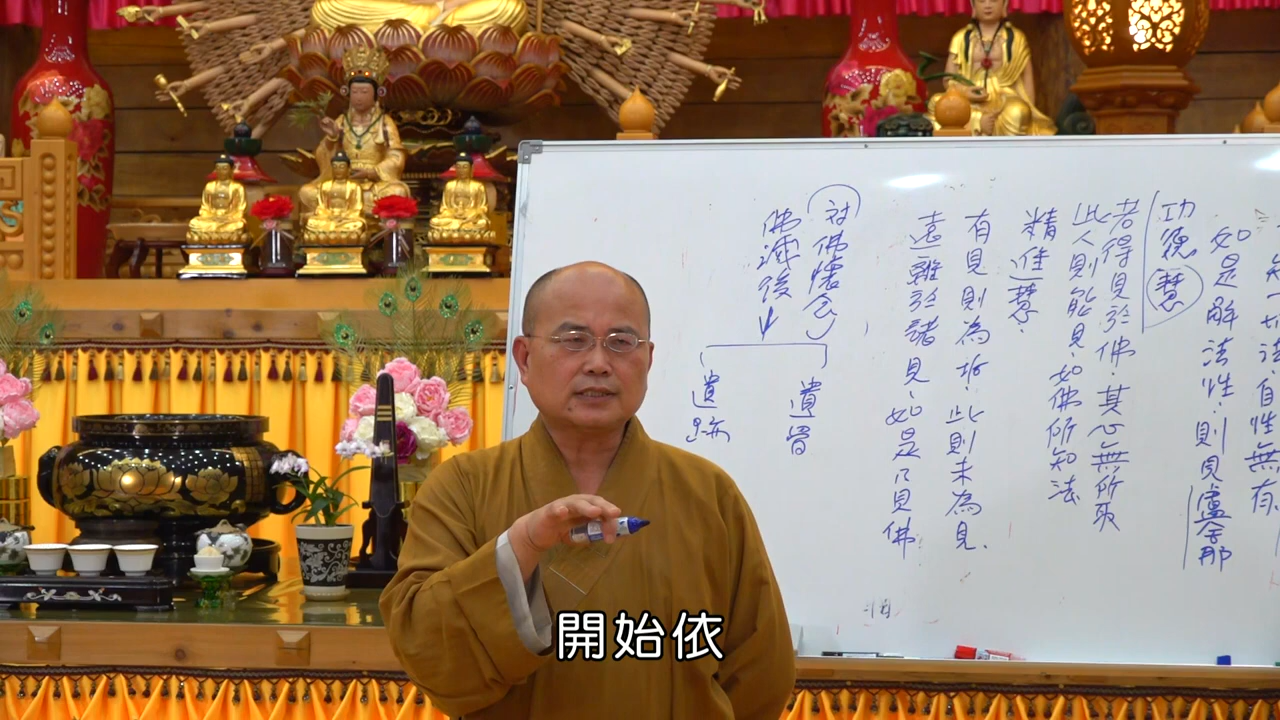 知一切法、自性無有、
如是解法性、則見盧舍那
功德慧
若得見於佛、其心無所取
此人則能見、如佛所知法
精進慧、
有見則為垢、此則未為見、
遠離於諸見、如是乃見佛
對佛懷念
佛滅後
遺骨
遺跡
開始依